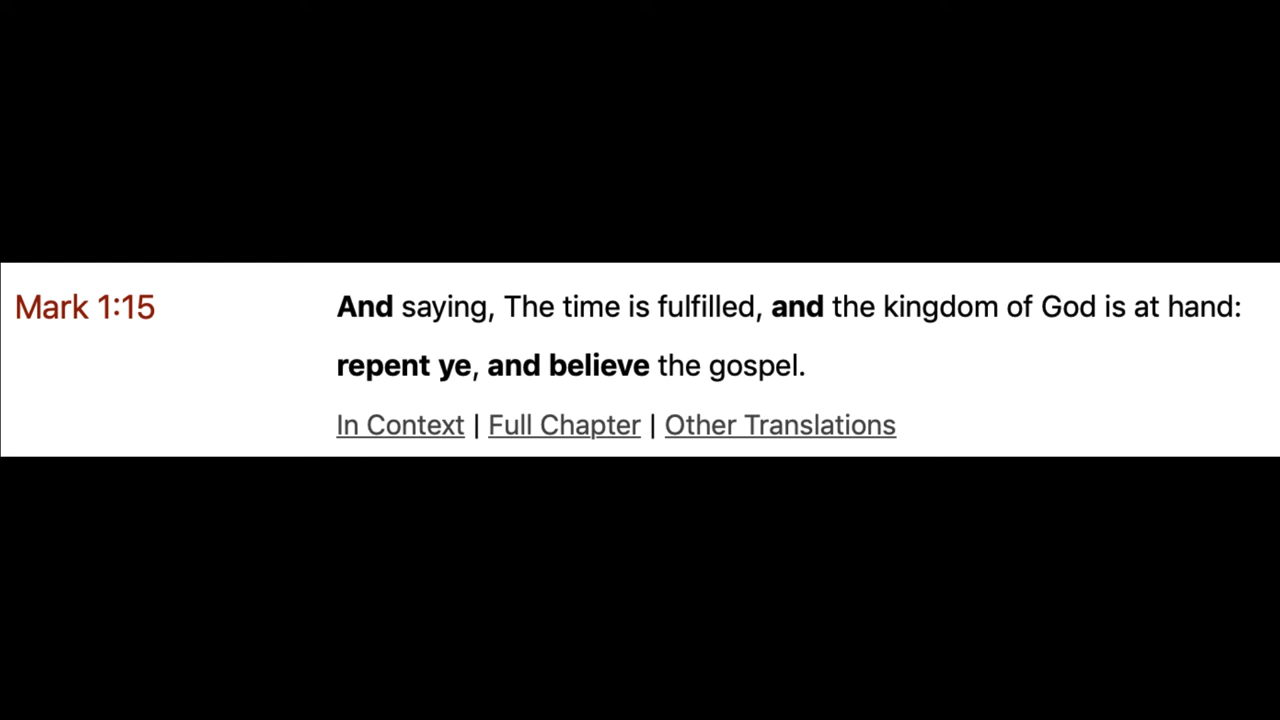 Mark 1:15 And saying, The time is fulfilled, and the kingdom of God is at hand:
repent ye, and believe the gospel.
In Context | Full Chapter | Other Translations